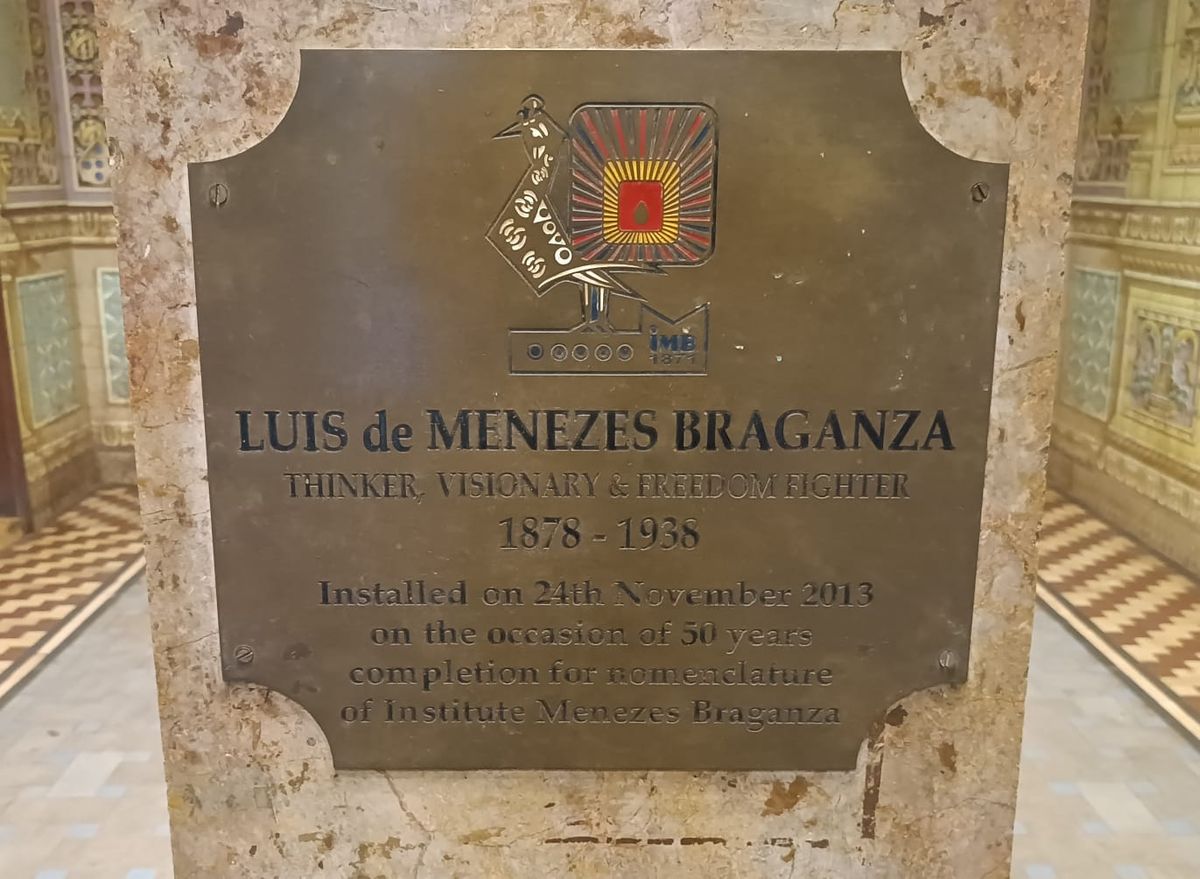 IMB
1871
LUIS de MENEZES BRAGANZA
THINKER, VISIONARY & FREEDOM FIGHTER
1878 - 1938
Installed on 24th November 2013
on the occasion of 50 years
completion for nomenclature
of Institute Menezes Braganza